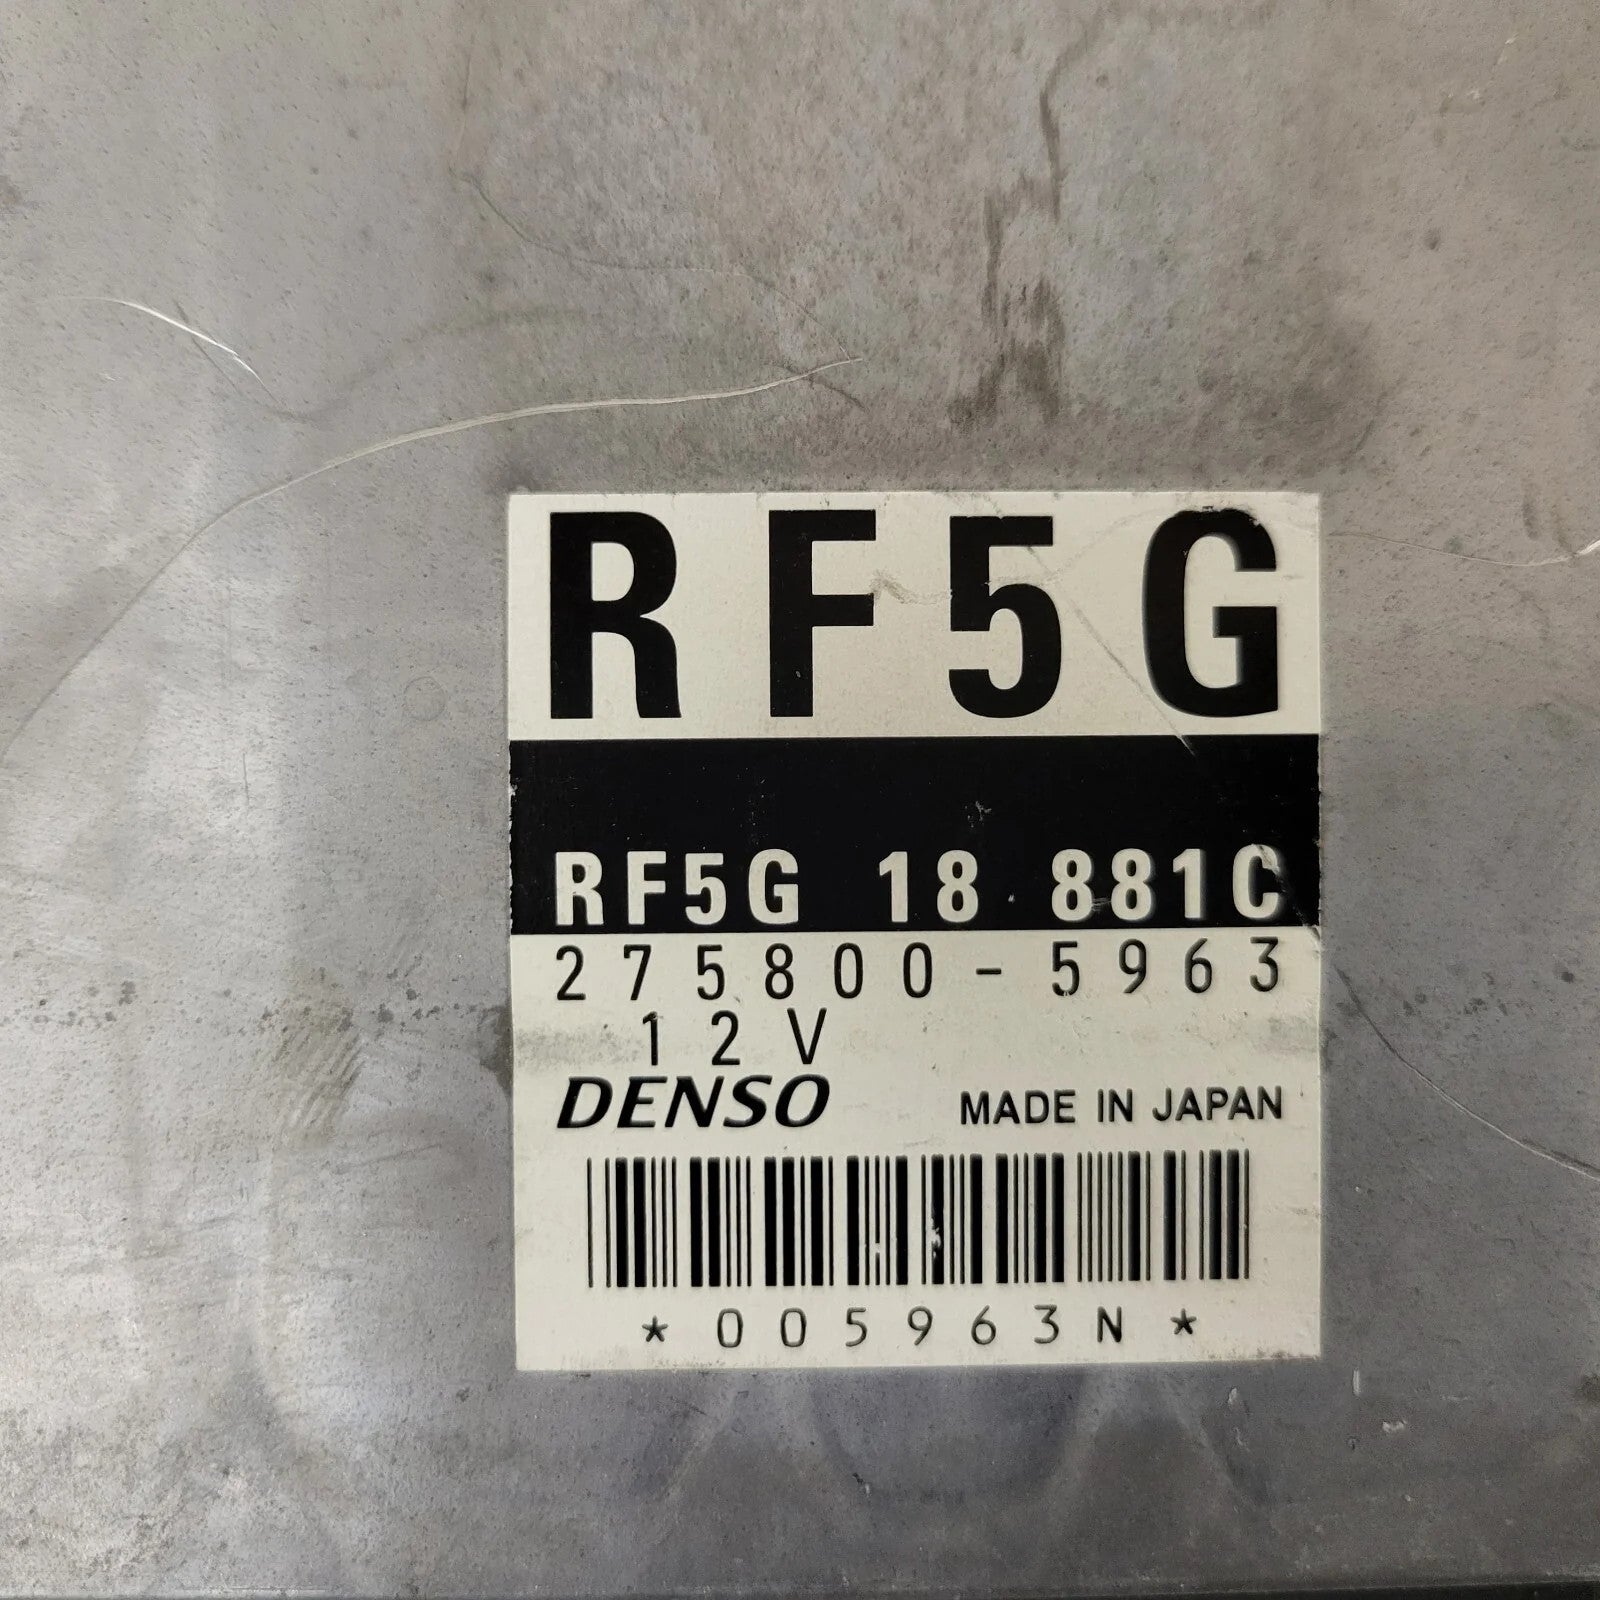 RF5G
RF5G 18 881C
275800-5963
12V
DENSO MADE IN JAPAN
*005963N*